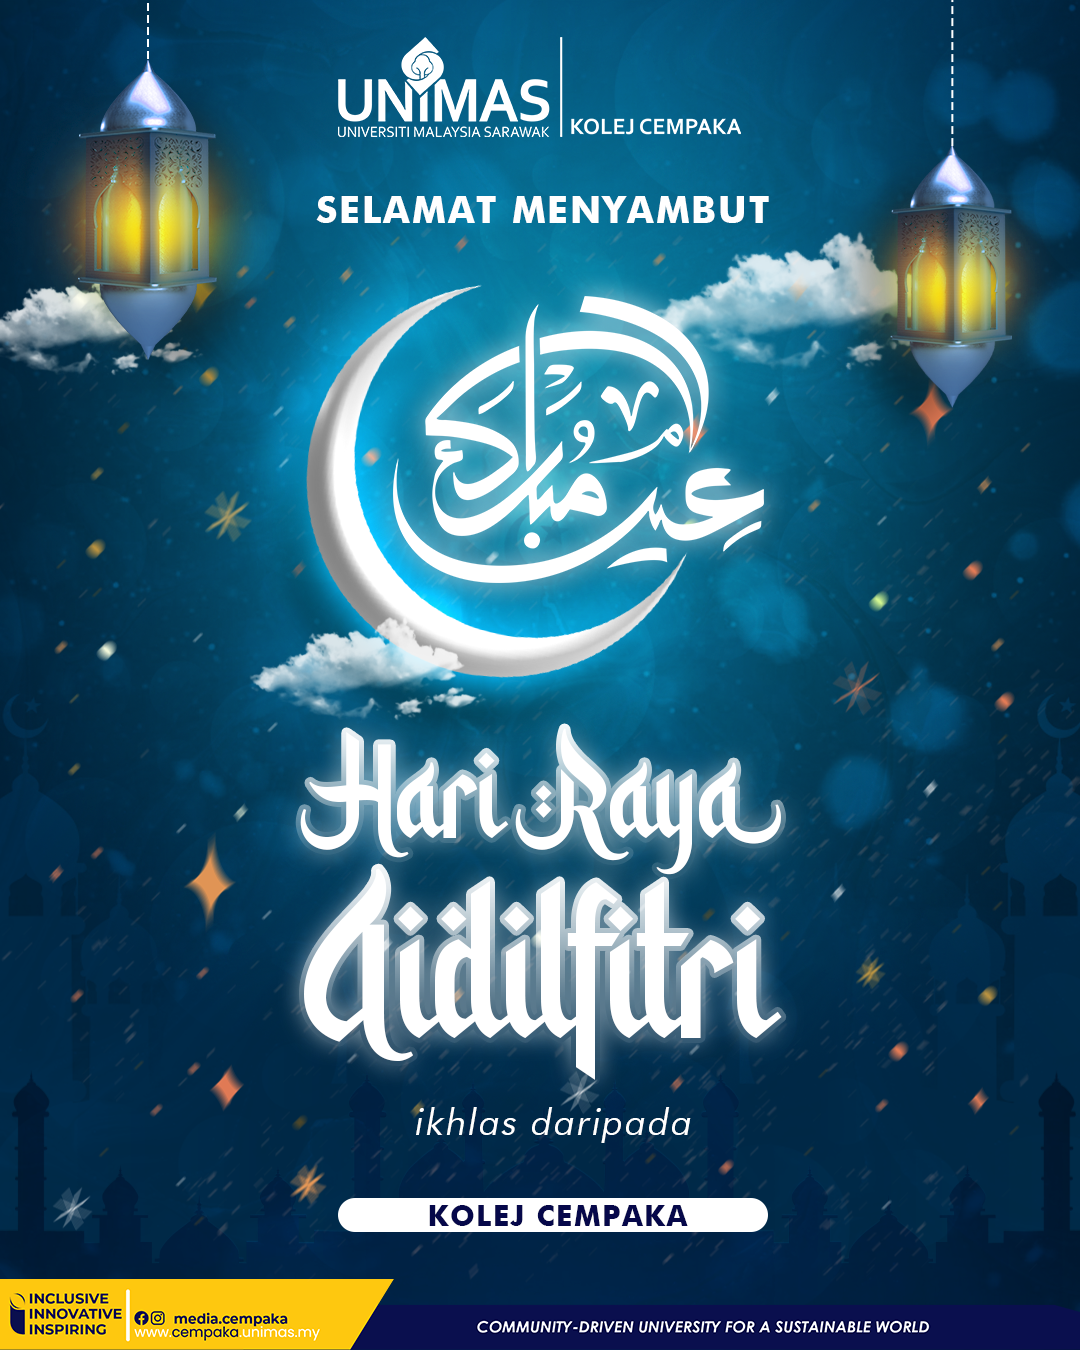 UNIMAS
UNIVERSITI MALAYSIA SARAWAK
KOLEJ CEMPAKA
SELAMAT MENYAMBUT
عيد مبارك
Hari Raya
Aidilfitri
ikhlas daripada
KOLEJ CEMPAKA
INCLUSIVE
INNOVATIVE
INSPIRING
media.cempaka
www.cempaka.unimas.my
COMMUNITY-DRIVEN UNIVERSITY FOR A SUSTAINABLE WORLD